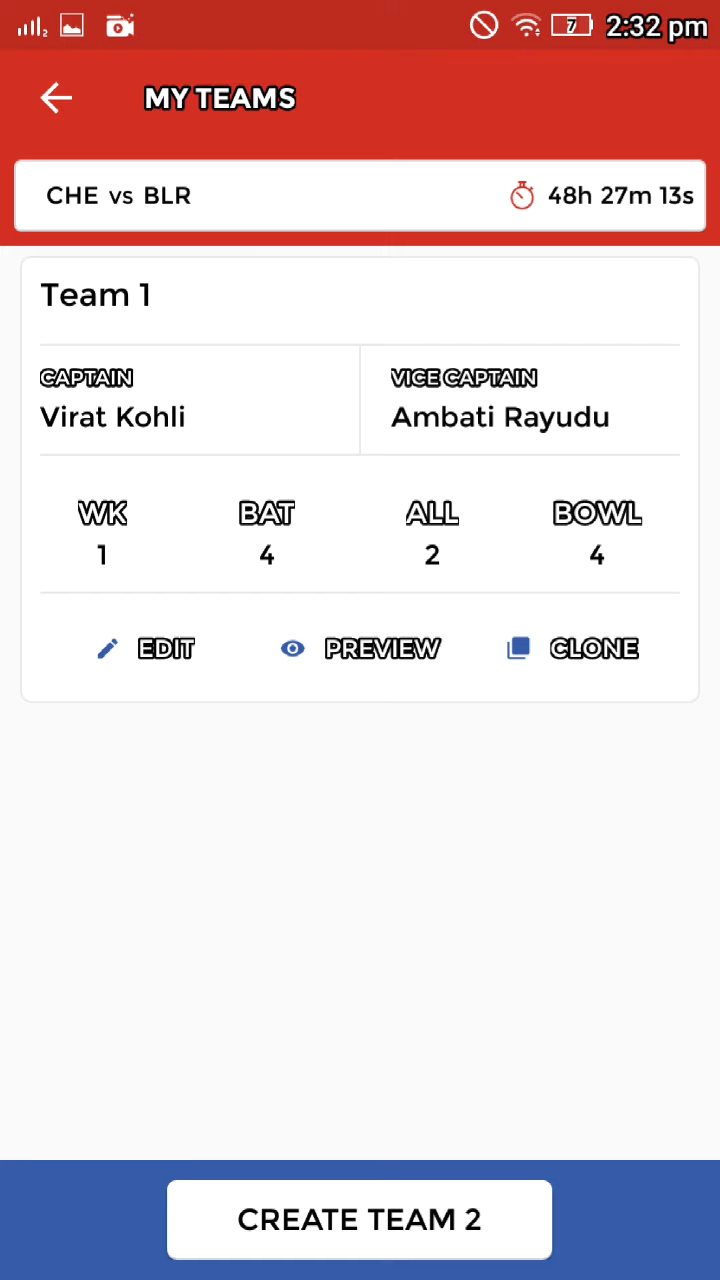 2 7 2:32 pm
MY TEAMS
CHE vs BLR 48h 27m 13s
Team 1
CAPTAIN VICE CAPTAIN
Virat Kohli Ambati Rayudu
WK BAT ALL BOWL
1 4 2 4
EDIT PREVIEW CLONE
CREATE TEAM 2